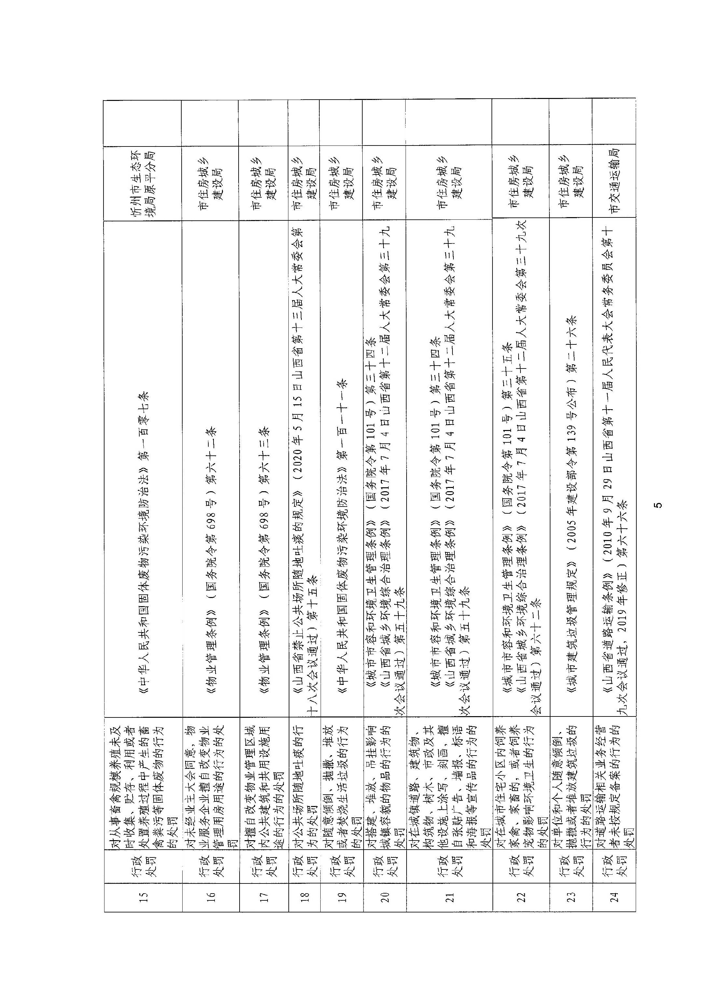 15
行政
处罚
对从事畜禽规模养殖未及
时收集、贮存、利用或者
处置养殖过程中产生的畜
禽粪污等固体废物的行为
的处罚
《中华人民共和国固体废物污染环境防治法》第一百零七条
忻州市生态环
境局原平分局
16
行政
处罚
对未经业主大会同意，物
业服务企业擅自改变物业
管理用房用途的行为的处
罚
《物业管理条例》（国务院令第 698 号）第六十二条
市住房城乡
建设局
17
行政
处罚
对擅自改变物业管理区域
内公共建筑和共用设施用
途的行为的处罚
《物业管理条例》（国务院令第 698 号）第六十三条
市住房城乡
建设局
18
行政
处罚
对公共场所随地吐痰的行
为的处罚
《山西省禁止公共场所随地吐痰的规定》（2020 年 5 月 15 日山西省第十三届人大常委会第
十八次会议通过）第十五条
市住房城乡
建设局
19
行政
处罚
对随意倾倒、抛撒、堆放
或者焚烧生活垃圾的行为
的处罚
《中华人民共和国固体废物污染环境防治法》第一百一十一条
市住房城乡
建设局
20
行政
处罚
对搭建、堆放、吊挂影响
城镇容貌的物品的行为的
处罚
《城市市容和环境卫生管理条例》（国务院令第 101 号）第三十四条
《山西省城乡环境综合治理条例》（2017 年 7 月 4 日山西省第十二届人大常委会第三十九
次会议通过）第五十九条
市住房城乡
建设局
21
行政
处罚
对在城镇道路、建筑物、
构筑物、树木、市政及其
他设施上涂写、刻画，擅
自张贴广告、墙报、标语
和海报等宣传品的行为的
处罚
《城市市容和环境卫生管理条例》（国务院令第 101 号）第三十四条
《山西省城乡环境综合治理条例》（2017 年 7 月 4 日山西省第十二届人大常委会第三十九
次会议通过）第五十九条
市住房城乡
建设局
22
行政
处罚
对在城市住宅小区内饲养
家禽、家畜的，或者饲养
宠物影响环境卫生的行为
的处罚
《城市市容和环境卫生管理条例》（国务院令第 101 号）第三十五条
《山西省城乡环境综合治理条例》（2017 年 7 月 4 日山西省第十二届人大常委会第三十九次
会议通过）第六十二条
市住房城乡
建设局
23
行政
处罚
对单位和个人随意倾倒、
抛撒或者堆放建筑垃圾的
行为的处罚
《城市建筑垃圾管理规定》（2005 年建设部令第 139 号公布）第二十六条
市住房城乡
建设局
24
行政
处罚
对道路运输相关业务经营
者未按规定备案的行为的
处罚
《山西省道路运输条例》（2010 年 9 月 29 日山西省第十一届人民代表大会常务委员会第十
九次会议通过，2019 年修正）第六十六条
市交通运输局
5